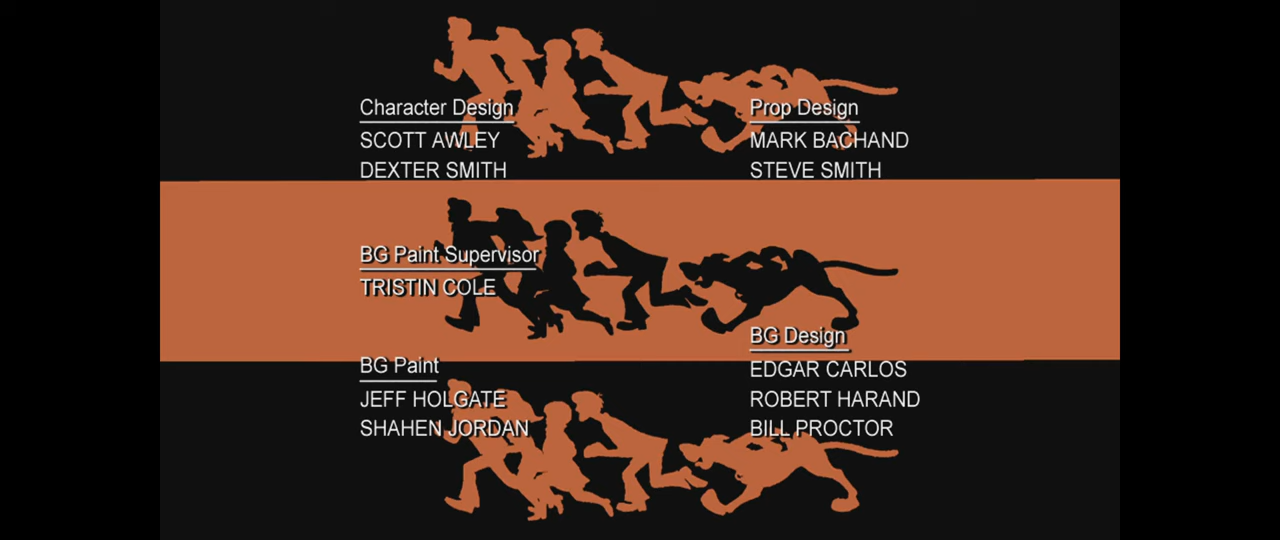 Character Design
SCOTT AWLEY
DEXTER SMITH
Prop Design
MARK BACHAND
STEVE SMITH
BG Paint Supervisor
TRISTIN COLE
BG Design
EDGAR CARLOS
ROBERT HARAND
BILL PROCTOR
BG Paint
JEFF HOLGATE
SHAHEN JORDAN